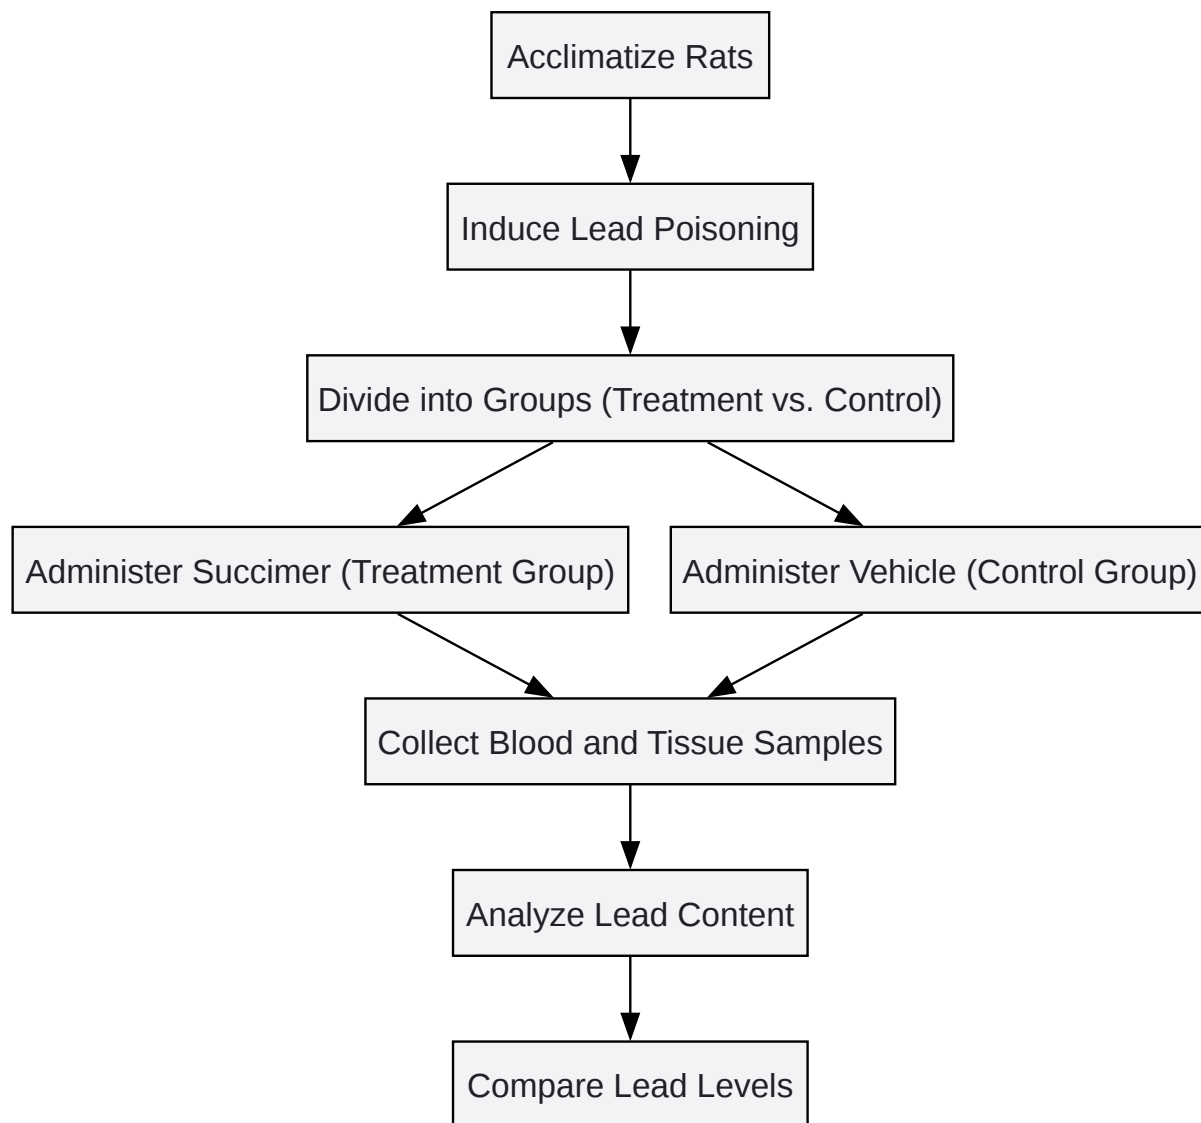 Acclimatize Rats
Induce Lead Poisoning
Divide into Groups (Treatment vs. Control)
Administer Succimer (Treatment Group)
Administer Vehicle (Control Group)
Collect Blood and Tissue Samples
Analyze Lead Content
Compare Lead Levels